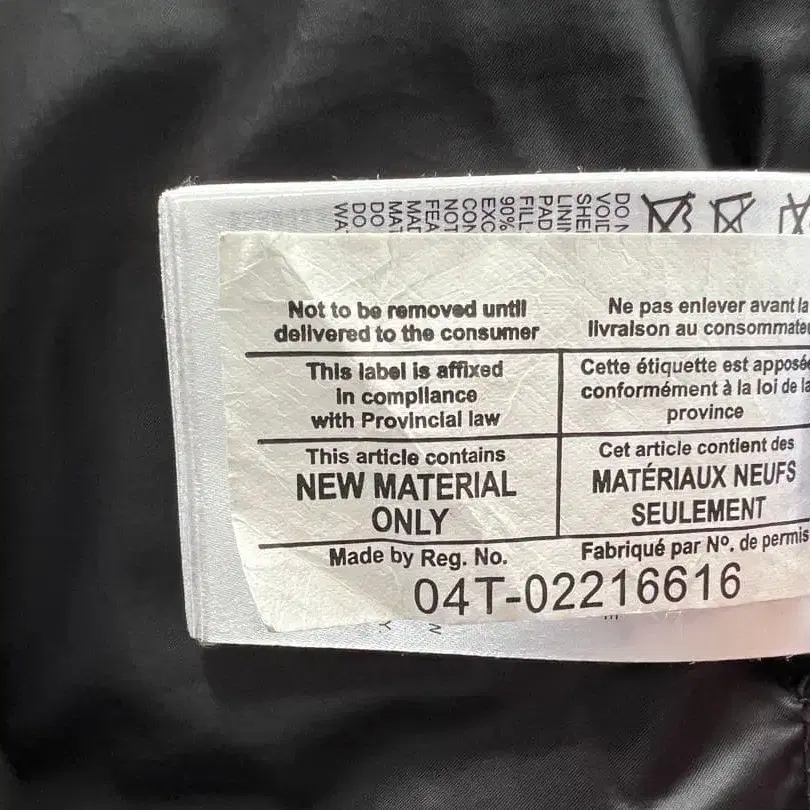 Not to be removed until
delivered to the consumer
Ne pas enlever avant la
livraison au
This label is affixed
in compliance
with Provincial law
Cette étiquette est
conformément à la loi de la
province
This article contains
NEW MATERIAL
ONLY
Cet article contient des
MATÉRIAUX NEUFS
SEULEMENT
Made by Reg. No.
Fabriqué par Nº. de permis
04T-02216616
DO
90%